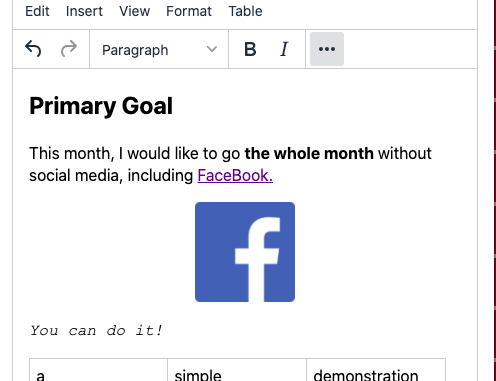 Edit Insert View Format Table
Paragraph B I ...
Primary Goal
This month, I would like to go the whole month without
social media, including FaceBook.
f
You can do it!
a simple demonstration